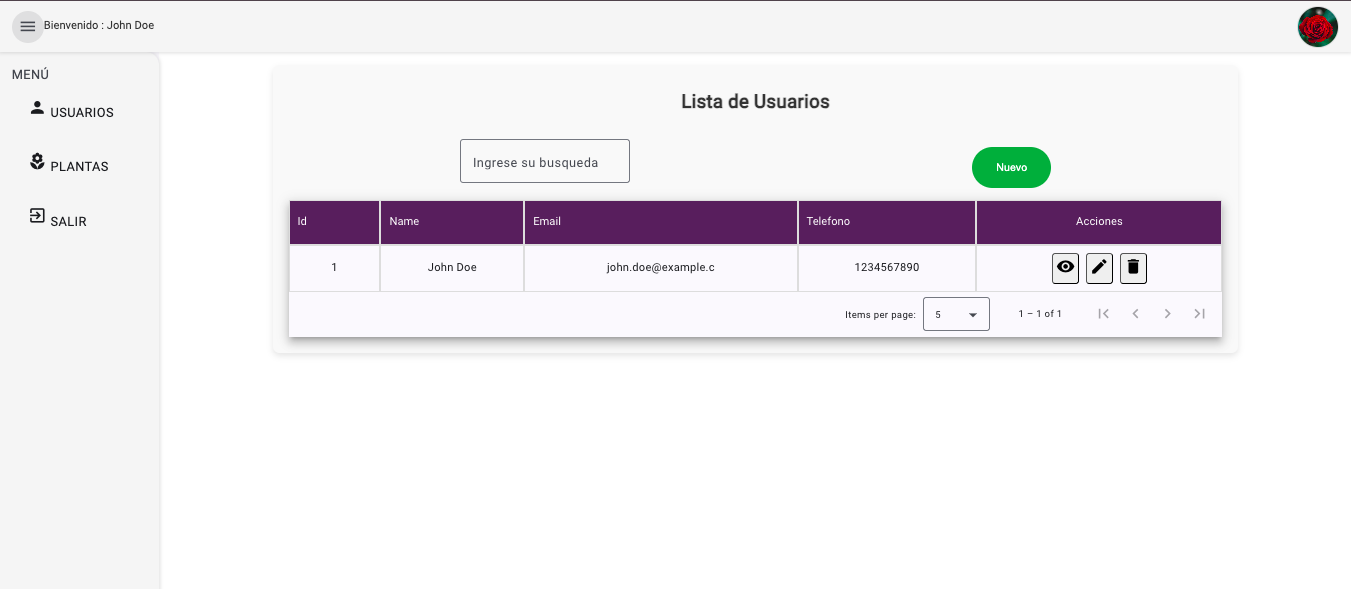 Bienvenido : John Doe
MENÚ
USUARIOS
PLANTAS
SALIR
Lista de Usuarios
Ingrese su busqueda
Nuevo
Id Name Email Telefono Acciones
1 John Doe john.doe@example.c 1234567890
Items per page: 5 1 – 1 of 1